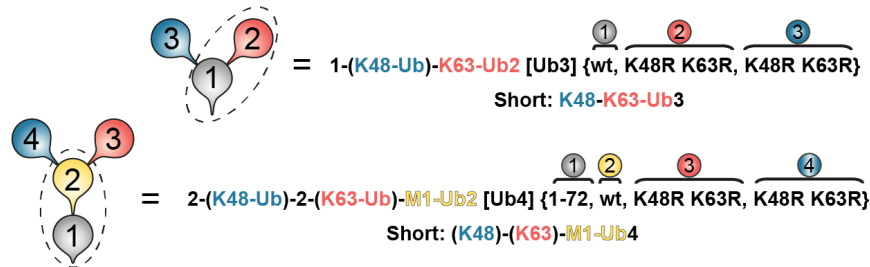 1 2 3
3 2
1
= 1-(K48-Ub)-K63-Ub2 [Ub3] {wt, K48R K63R, K48R K63R}
Short: K48-K63-Ub3
4 3
2
1
1 2 3 4
= 2-(K48-Ub)-2-(K63-Ub)-M1-Ub2 [Ub4] {1-72, wt, K48R K63R, K48R K63R}
Short: (K48)-(K63)-M1-Ub4